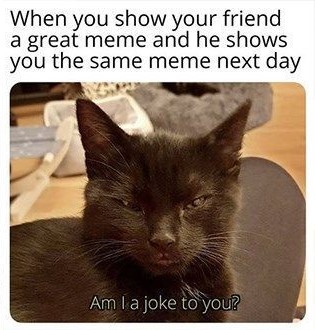 When you show your friend
a great meme and he shows
you the same meme next day
Am I a joke to you?